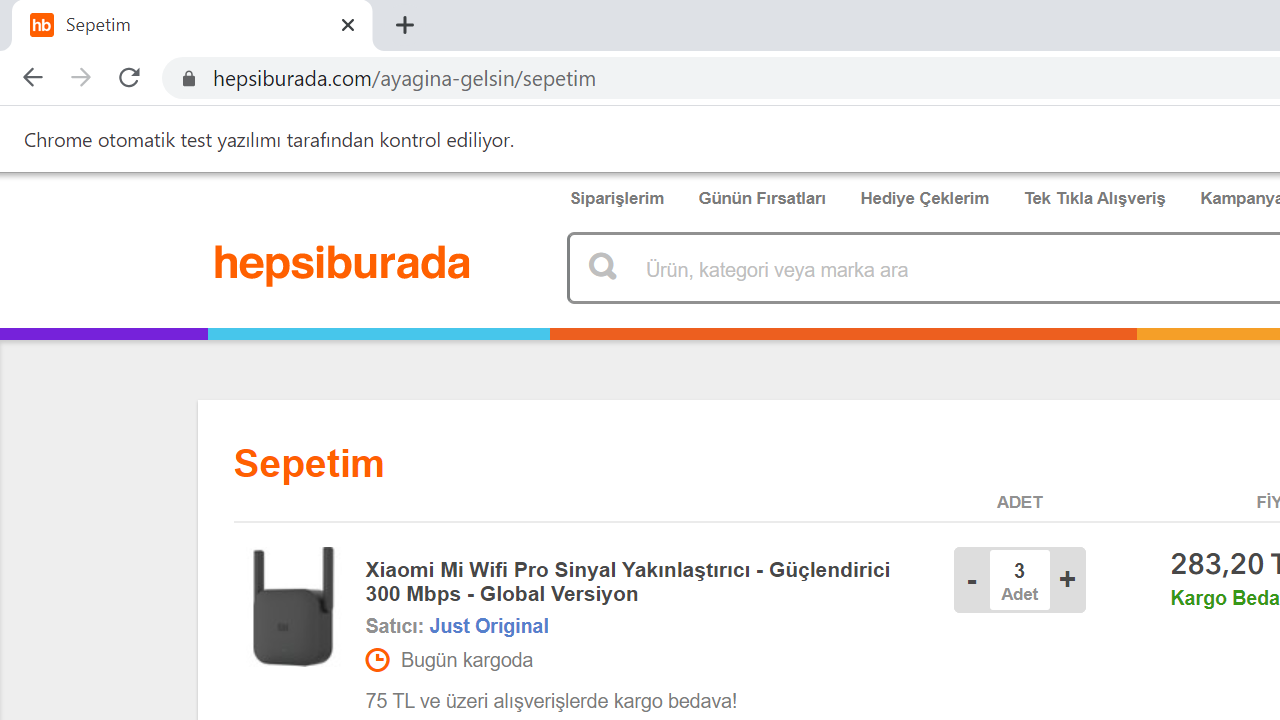 hb Sepetim
hepsiburada.com/ayagina-gelsin/sepetim
Chrome otomatik test yazılımı tarafından kontrol ediliyor.
Siparişlerim Günün Fırsatları Hediye Çeklerim Tek Tıkla Alışveriş Kampanya
hepsiburada
Ürün, kategori veya marka ara
Sepetim
ADET FİY
Xiaomi Mi Wifi Pro Sinyal Yakınlaştırıcı - Güçlendirici
300 Mbps - Global Versiyon
- 3 +
Adet
283,20 T
Kargo Beda
Satıcı: Just Original
Bugün kargoda
75 TL ve üzeri alışverişlerde kargo bedava!